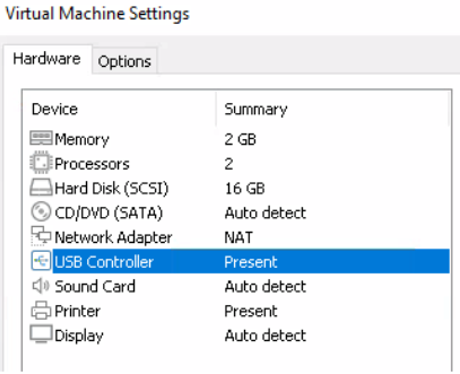 Virtual Machine Settings
Hardware Options
Device Summary
Memory 2 GB
Processors 2
Hard Disk (SCSI) 16 GB
CD/DVD (SATA) Auto detect
Network Adapter NAT
USB Controller Present
Sound Card Auto detect
Printer Present
Display Auto detect